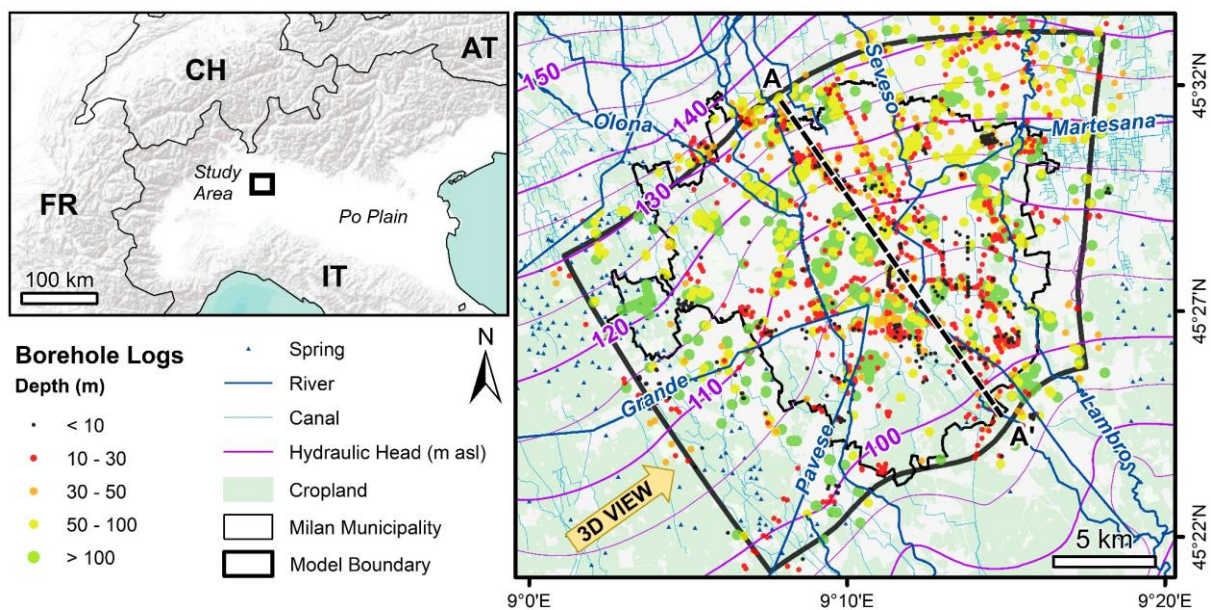 CH
AT
Study
Area
FR
Po Plain
IT
100 km
Borehole Logs
Depth (m)
< 10
10 - 30
30 - 50
50 - 100
> 100
N
Spring
River
Canal
Hydraulic Head (m asl)
Cropland
Milan Municipality
Model Boundary
150
140
130
120
110
100
A
A'
Seveso
Olona
Martesana
Grande
Pavese
Lambro
3D VIEW
5 km
45°32'N
45°27'N
45°22'N
9°0'E
9°10'E
9°20'E